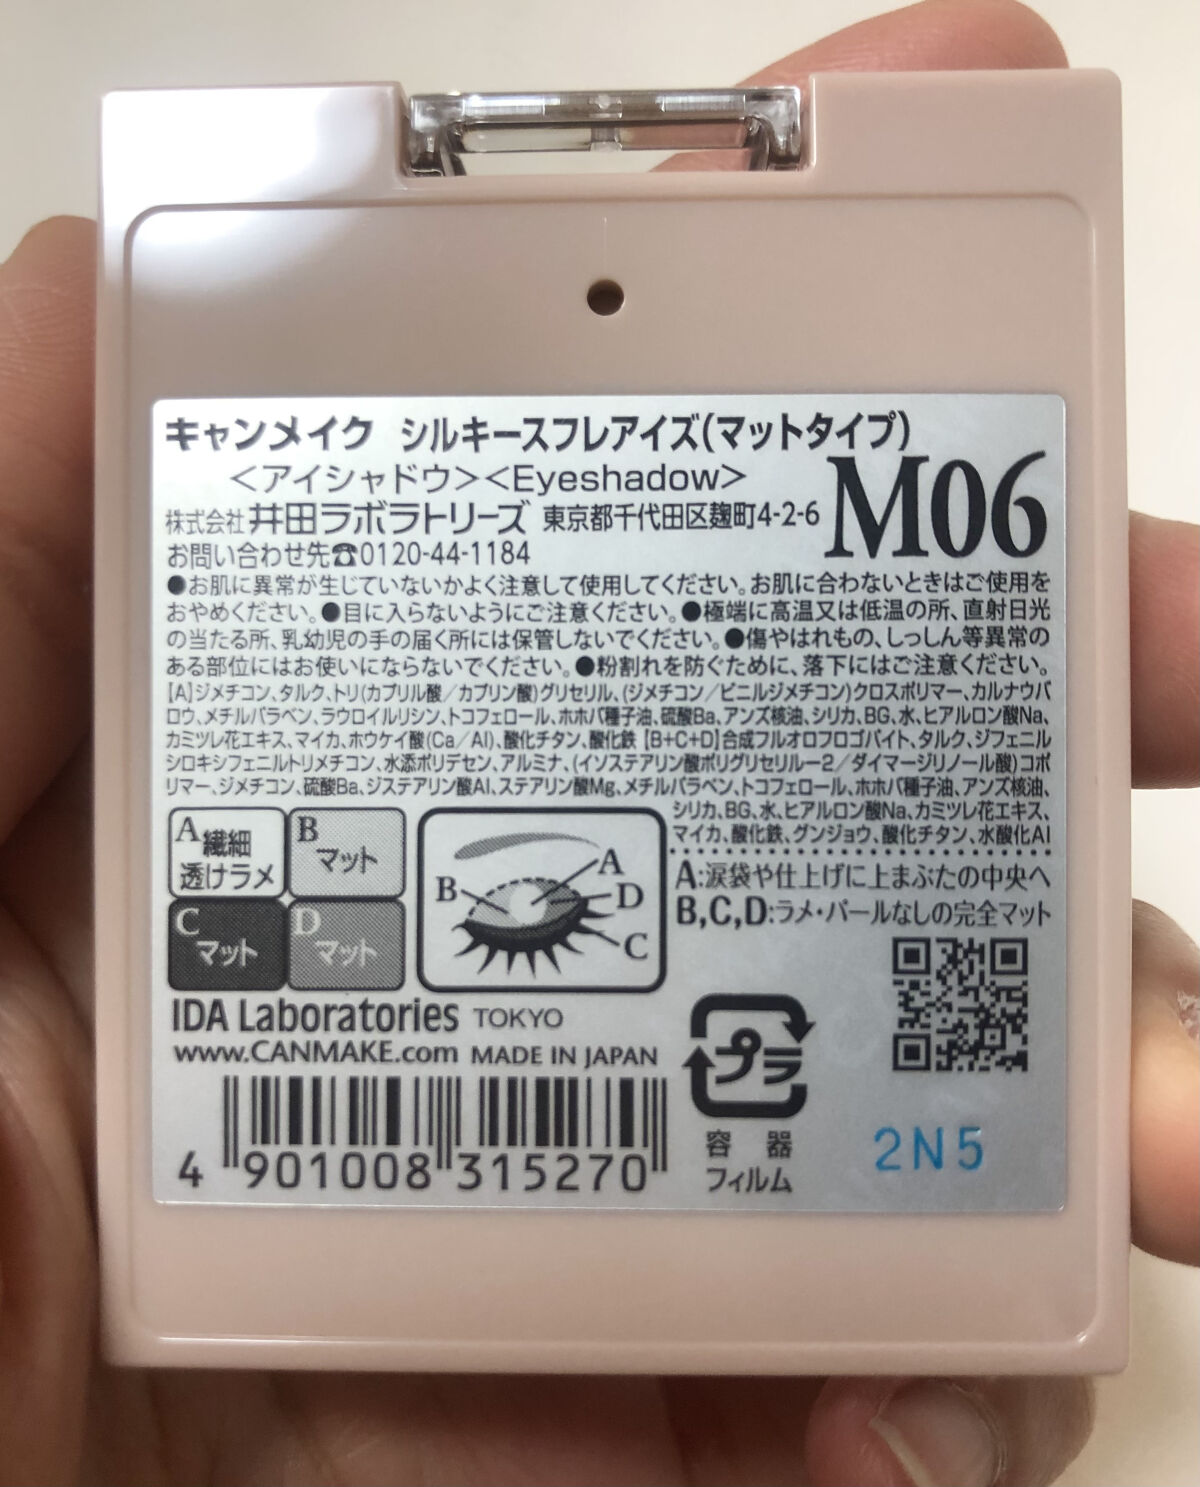 キャンメイク シルキースフレアイズ(マットタイプ)
<アイシャドウ><Eyeshadow>
M06
株式会社 井田ラボラトリーズ 東京都千代田区麹町4-2-6
お問い合わせ先☎0120-44-1184
●お肌に異常が生じていないかよく注意して使用してください。お肌に合わないときはご使用を
おやめください。●目に入らないようにご注意ください。●極端に高温又は低温の所、直射日光
の当たる所、乳幼児の手の届く所には保管しないでください。●傷やはれもの、しっしん等異常の
ある部位にはお使いにならないでください。●粉割れを防ぐために、落下にはご注意ください。
【A】ジメチコン、タルク、トリ(カプリル酸/カプリン酸)グリセリル、(ジメチコン/ビニルジメチコン)クロスポリマー、カルナウバ
ロウ、メチルパラベン、ラウロイルリシン、トコフェロール、ホホバ種子油、硫酸Ba、アンズ核油、シリカ、BG、水、ヒアルロン酸Na、
カミツレ花エキス、マイカ、ホウケイ酸(Ca/Al)、酸化チタン、酸化鉄【B+C+D】合成フルオロフロゴパイト、タルク、ジフェニル
シロキシフェニルトリメチコン、水添ポリデセン、アルミナ、(イソステアリン酸ポリグリセリル-2/ダイマージリノール酸)コポ
リマー、ジメチコン、硫酸Ba、ジステアリン酸Al、ステアリン酸Mg、メチルパラベン、トコフェロール、ホホバ種子油、アンズ核油、
シリカ、BG、水、ヒアルロン酸Na、カミツレ花エキス、
マイカ、酸化鉄、グンジョウ、酸化チタン、水酸化Al
A 繊細
透けラメ
B
マット
C
マット
D
マット
A
B
D
C
A:涙袋や仕上げに上まぶたの中央へ
B,C,D:ラメ・パールなしの完全マット
IDA Laboratories TOKYO
www.CANMAKE.com MADE IN JAPAN
プラ
容器
フィルム
2N5
4 901008 315270